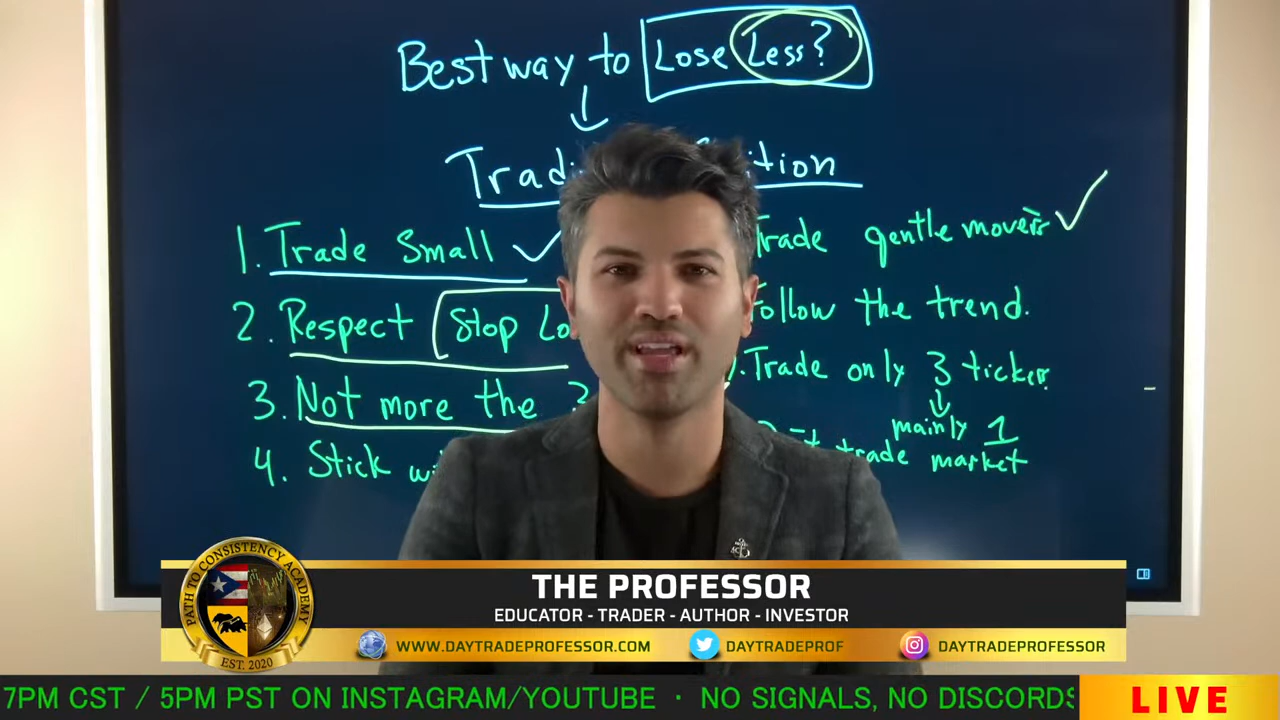 Best way to Lose Less?
Trad ition
1. Trade Small
Trade gentle movers
2. Respect Stop Lo
Follow the trend.
3. Not more the
Trade only 3 tickers
mainly 1
4. Stick wi
trade market
PATH TO CONSISTENCY ACADEMY
EST. 2020
THE PROFESSOR
EDUCATOR - TRADER - AUTHOR - INVESTOR
WWW.DAYTRADEPROFESSOR.COM DAYTRADEPROF DAYTRADEPROFESSOR
7PM CST / 5PM PST ON INSTAGRAM/YOUTUBE · NO SIGNALS, NO DISCORDS
LIVE